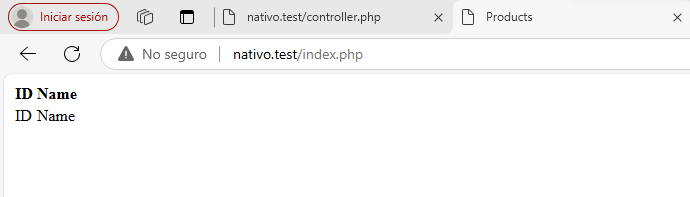 Iniciar sesión
nativo.test/controller.php
Products
No seguro
nativo.test/index.php
ID Name
ID Name